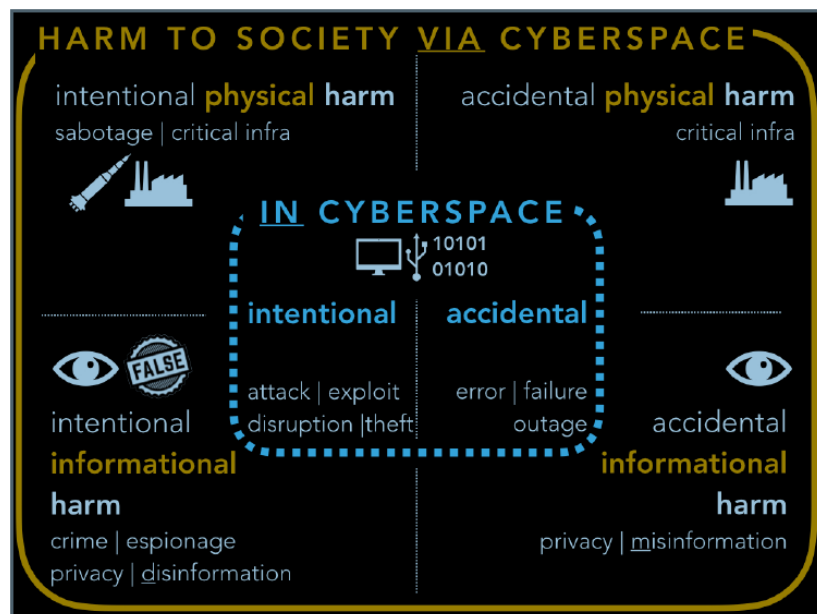 HARM TO SOCIETY VIA CYBERSPACE
intentional physical harm
sabotage | critical infra
accidental physical harm
critical infra
IN CYBERSPACE
10101
01010
intentional
attack | exploit
disruption |theft
accidental
error | failure
outage
FALSE
intentional
informational
harm
crime | espionage
privacy | disinformation
accidental
informational
harm
privacy | misinformation